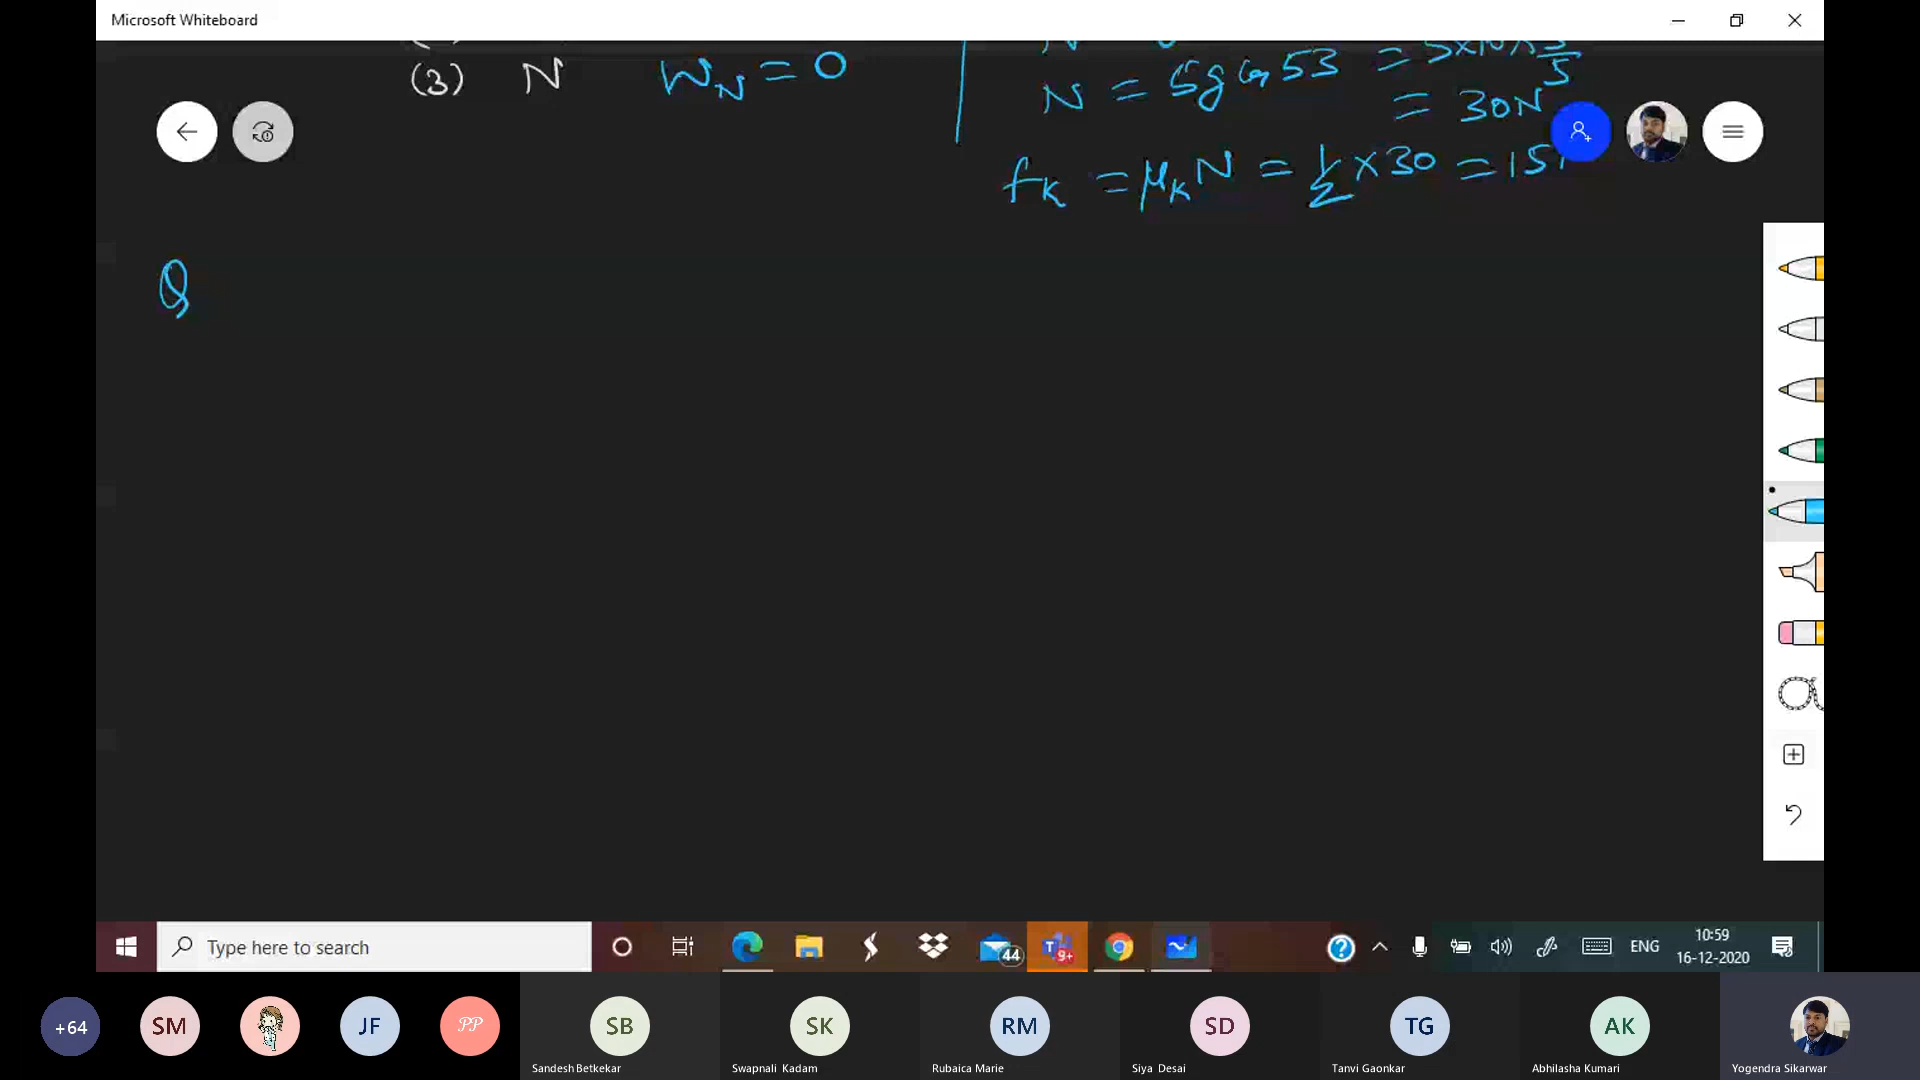 Microsoft Whiteboard
(3) N W_N = 0
N = 5g cos 53 = 5×10×3/5
= 30N
f_K = μ_K N = 1/2 × 30 = 15
Q
Type here to search
44
9+
ENG
10:59
16-12-2020
+64
SM
JF
PP
SB
SK
RM
SD
TG
AK
Sandesh Betkekar
Swapnali Kadam
Rubaica Marie
Siya Desai
Tanvi Gaonkar
Abhilasha Kumari
Yogendra Sikarwar